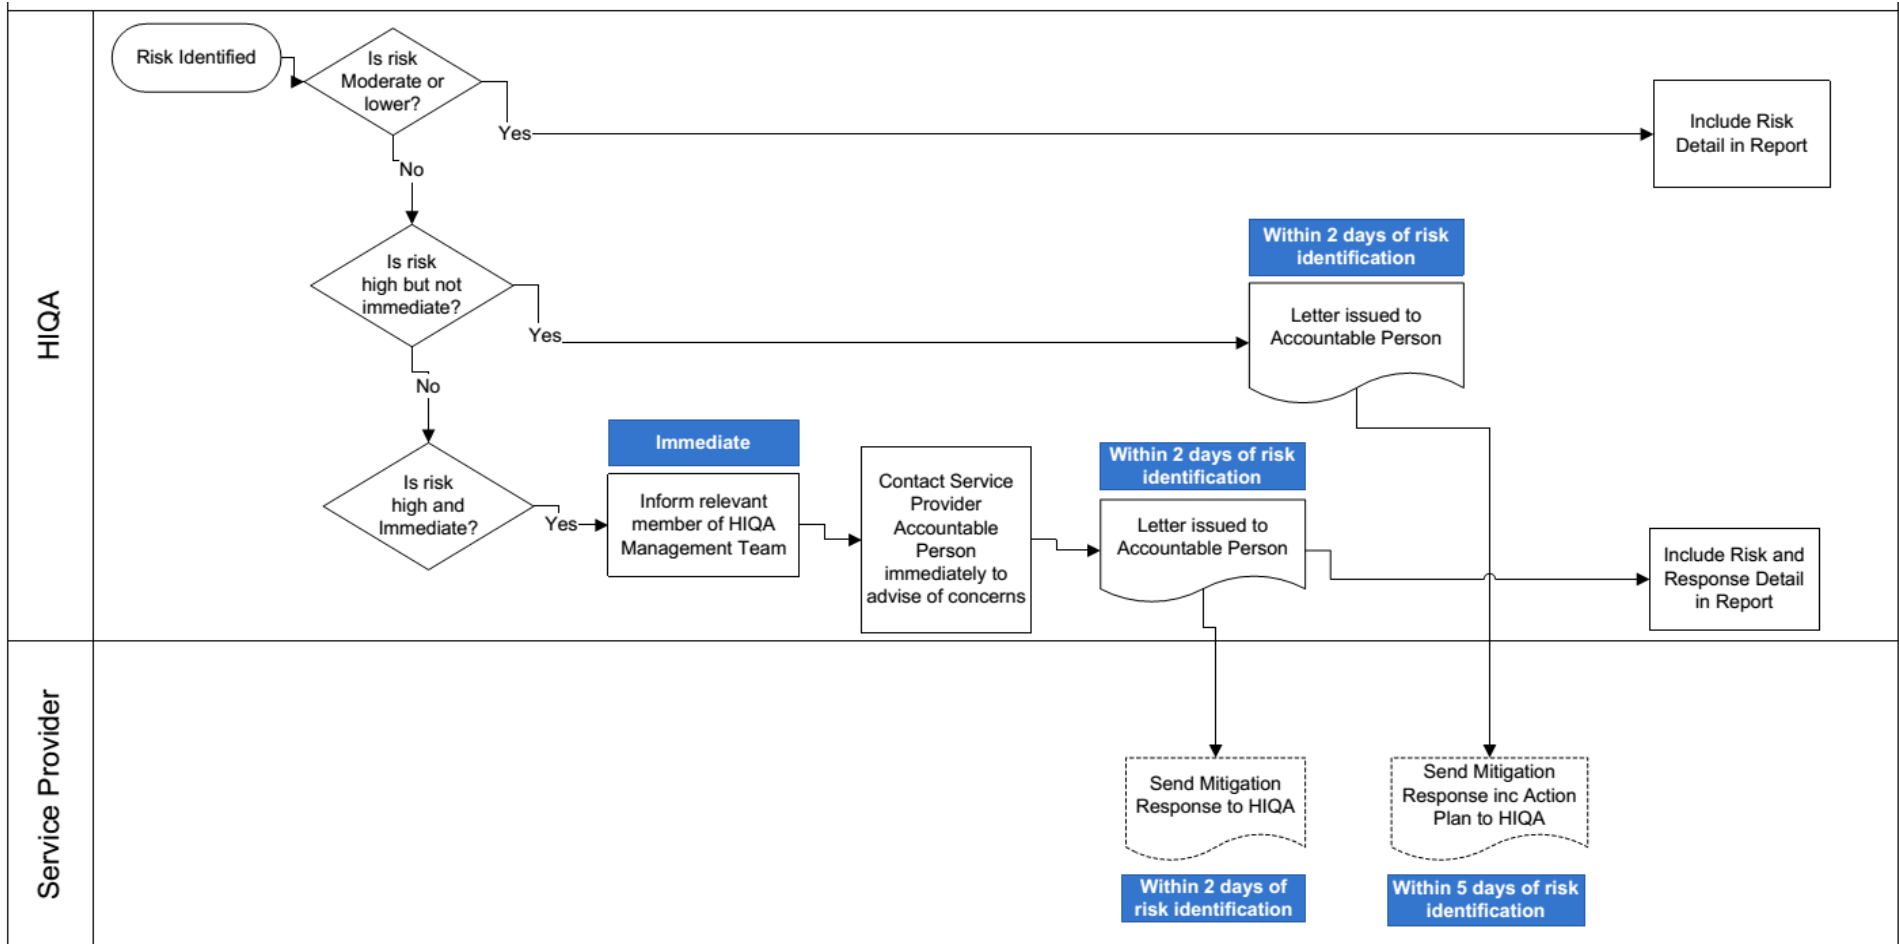 HIQA
Risk Identified
Is risk
Moderate or
lower?
Yes
Include Risk
Detail in Report
No
Is risk
high but not
immediate?
Yes
Within 2 days of risk
identification
Letter issued to
Accountable Person
No
Is risk
high and
Immediate?
Yes
Immediate
Inform relevant
member of HIQA
Management Team
Contact Service
Provider
Accountable
Person
immediately to
advise of concerns
Within 2 days of risk
identification
Letter issued to
Accountable Person
Include Risk and
Response Detail
in Report
Service Provider
Send Mitigation
Response to HIQA
Within 2 days of
risk identification
Send Mitigation
Response inc Action
Plan to HIQA
Within 5 days of risk
identification